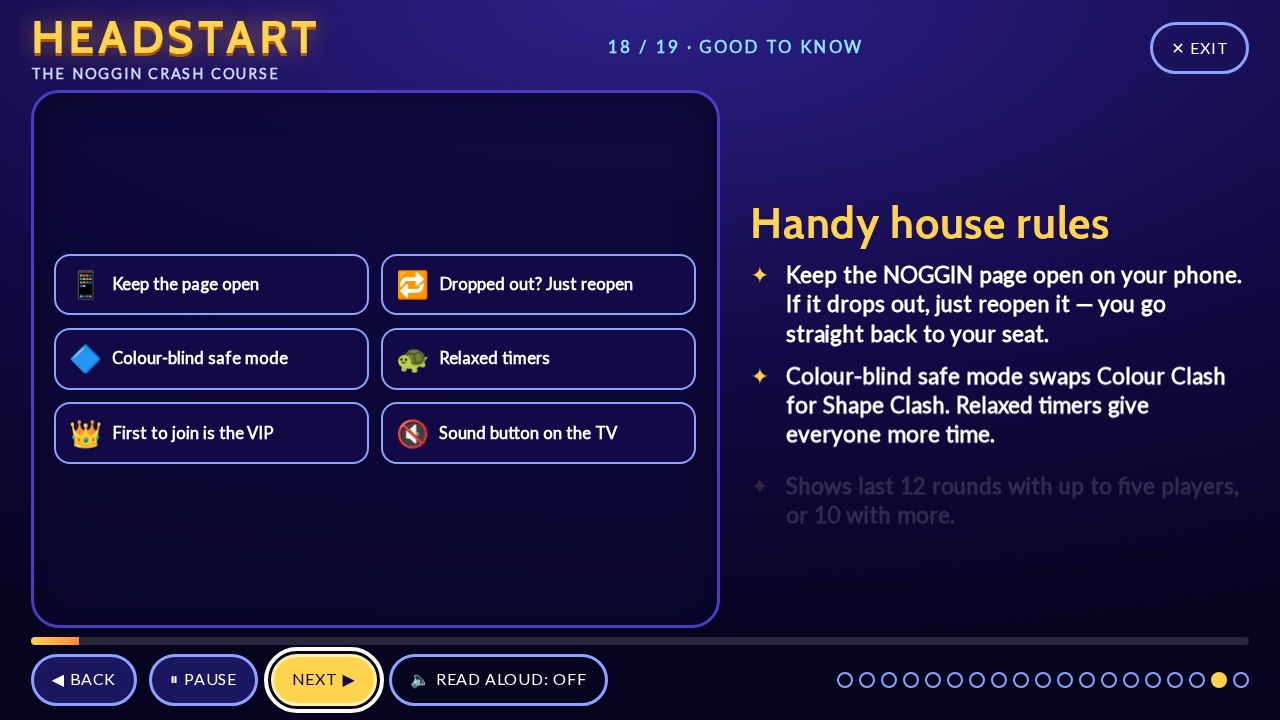 HEADSTART
THE NOGGIN CRASH COURSE
18 / 19 · GOOD TO KNOW
✕ EXIT
Keep the page open
Dropped out? Just reopen
Colour-blind safe mode
Relaxed timers
First to join is the VIP
Sound button on the TV
Handy house rules
Keep the NOGGIN page open on your phone.
If it drops out, just reopen it — you go
straight back to your seat.
Colour-blind safe mode swaps Colour Clash
for Shape Clash. Relaxed timers give
everyone more time.
Shows last 12 rounds with up to five players,
or 10 with more.
◀ BACK
⏸ PAUSE
NEXT ▶
🔈 READ ALOUD: OFF